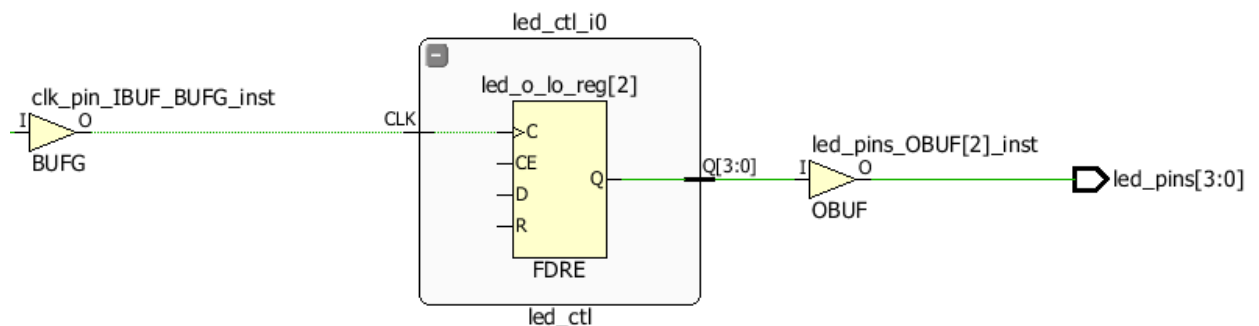 led_ctl_i0
led_o_lo_reg[2]
clk_pin_IBUF_BUFG_inst
I
O
BUFG
CLK
C
CE
D
R
Q
FDRE
led_ctl
Q[3:0]
led_pins_OBUF[2]_inst
I
O
OBUF
led_pins[3:0]